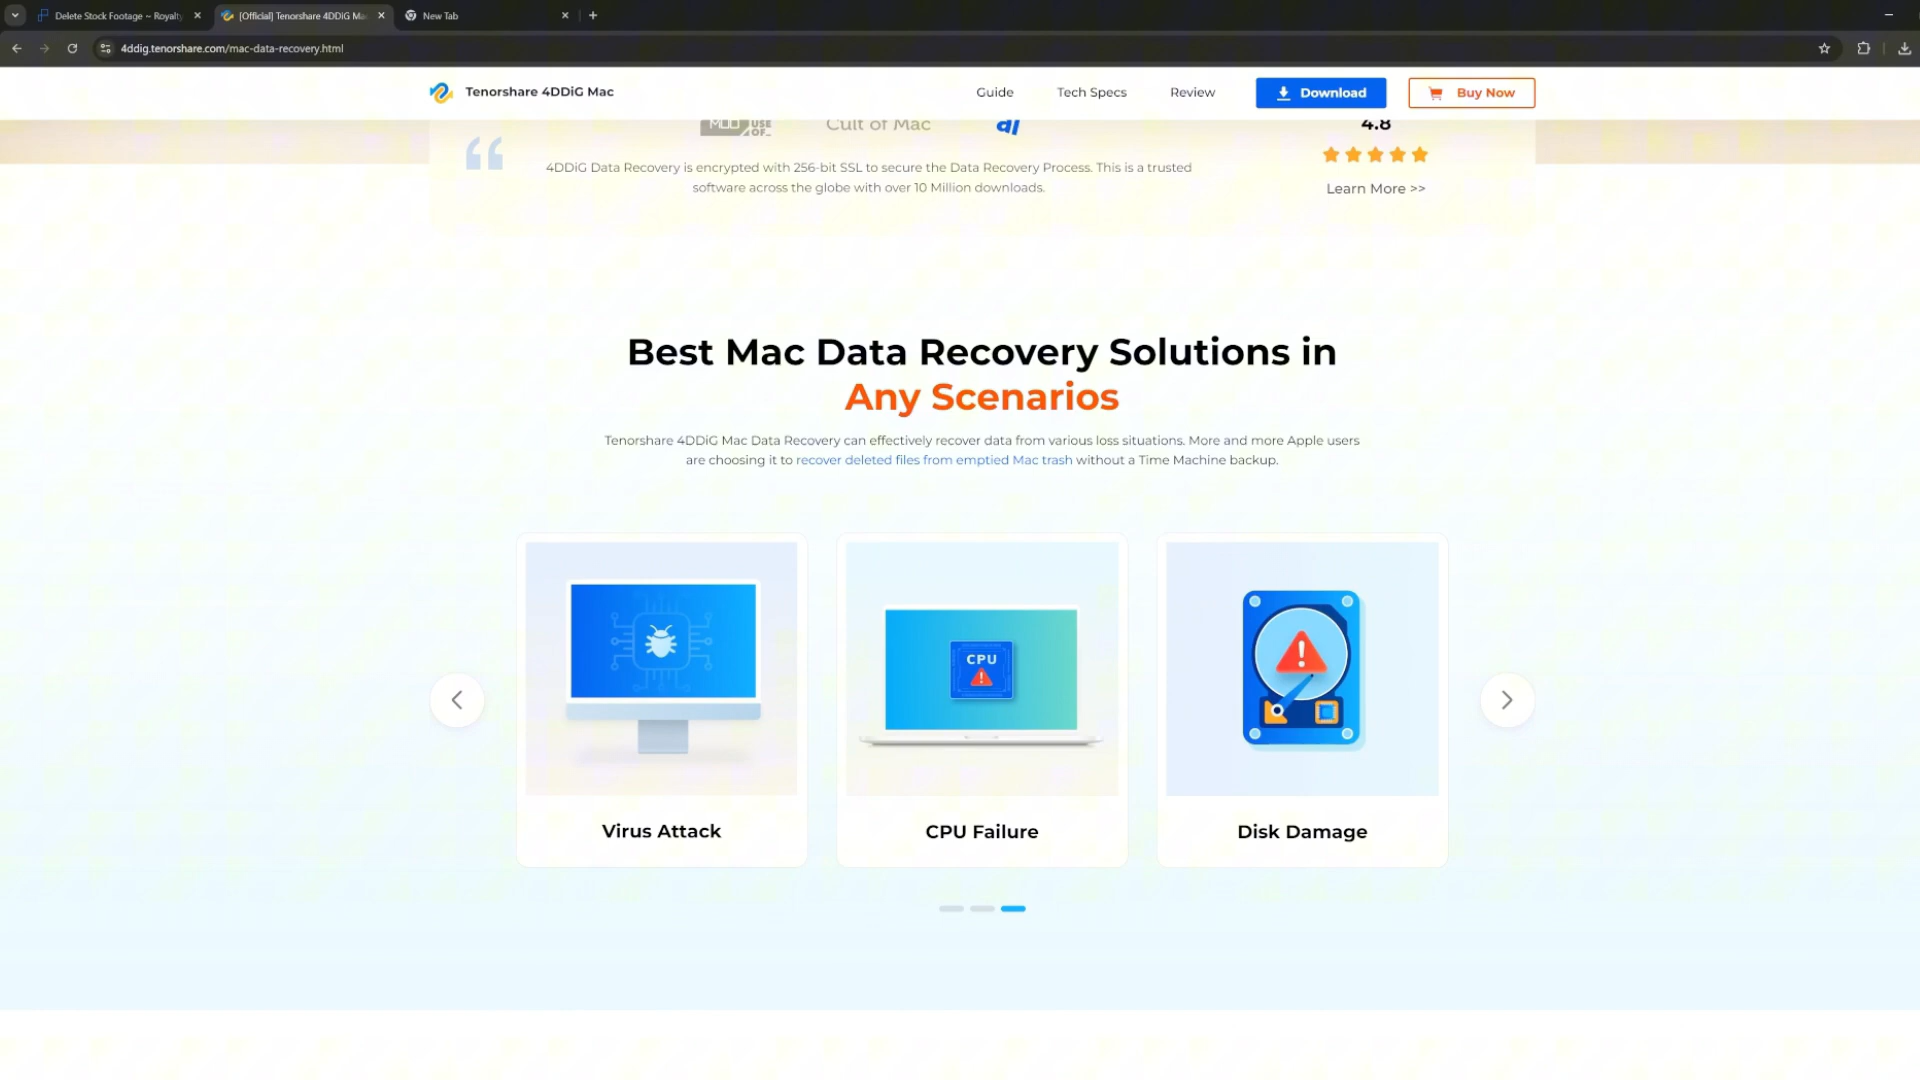 Delete Stock Footage ~ Royalty
[Official] Tenorshare 4DDiG Ma
New Tab
4ddig.tenorshare.com/mac-data-recovery.html
Tenorshare 4DDiG Mac
Guide
Tech Specs
Review
Download
Buy Now
USE
OF_
Cult of Mac
4.8
4DDiG Data Recovery is encrypted with 256-bit SSL to secure the Data Recovery Process. This is a trusted
software across the globe with over 10 Million downloads.
Learn More >>
Best Mac Data Recovery Solutions in
Any Scenarios
Tenorshare 4DDiG Mac Data Recovery can effectively recover data from various loss situations. More and more Apple users
are choosing it to recover deleted files from emptied Mac trash without a Time Machine backup.
CPU
Virus Attack
CPU Failure
Disk Damage